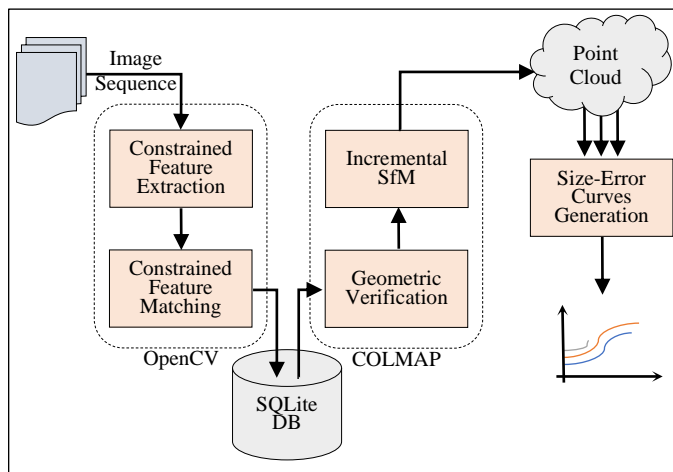 Image
Sequence
Constrained
Feature
Extraction
Constrained
Feature
Matching
OpenCV
SQLite
DB
Incremental
SfM
Geometric
Verification
COLMAP
Point
Cloud
Size-Error
Curves
Generation